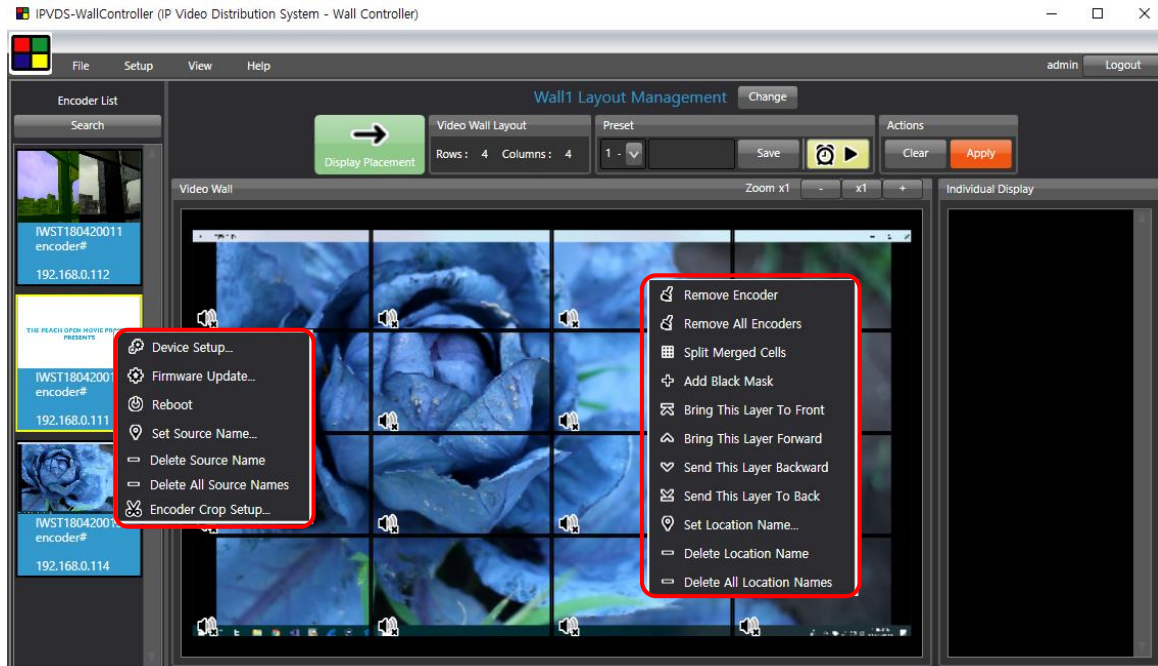 IPVDS-WallController (IP Video Distribution System - Wall Controller)
File Setup View Help
admin Logout
Encoder List
Search
Wall1 Layout Management Change
Display Placement
Video Wall Layout
Rows : 4 Columns : 4
Preset
1 - Save
Actions
Clear Apply
Video Wall
Zoom x1 - x1 +
Individual Display
IWST180420011
encoder#
192.168.0.112
THE PEACH OPEN MOVIE
PRESENTS
IWST18042001
encoder#
192.168.0.111
IWST18042001
encoder#
192.168.0.114
Device Setup...
Firmware Update...
Reboot
Set Source Name...
Delete Source Name
Delete All Source Names
Encoder Crop Setup...
Remove Encoder
Remove All Encoders
Split Merged Cells
Add Black Mask
Bring This Layer To Front
Bring This Layer Forward
Send This Layer Backward
Send This Layer To Back
Set Location Name...
Delete Location Name
Delete All Location Names